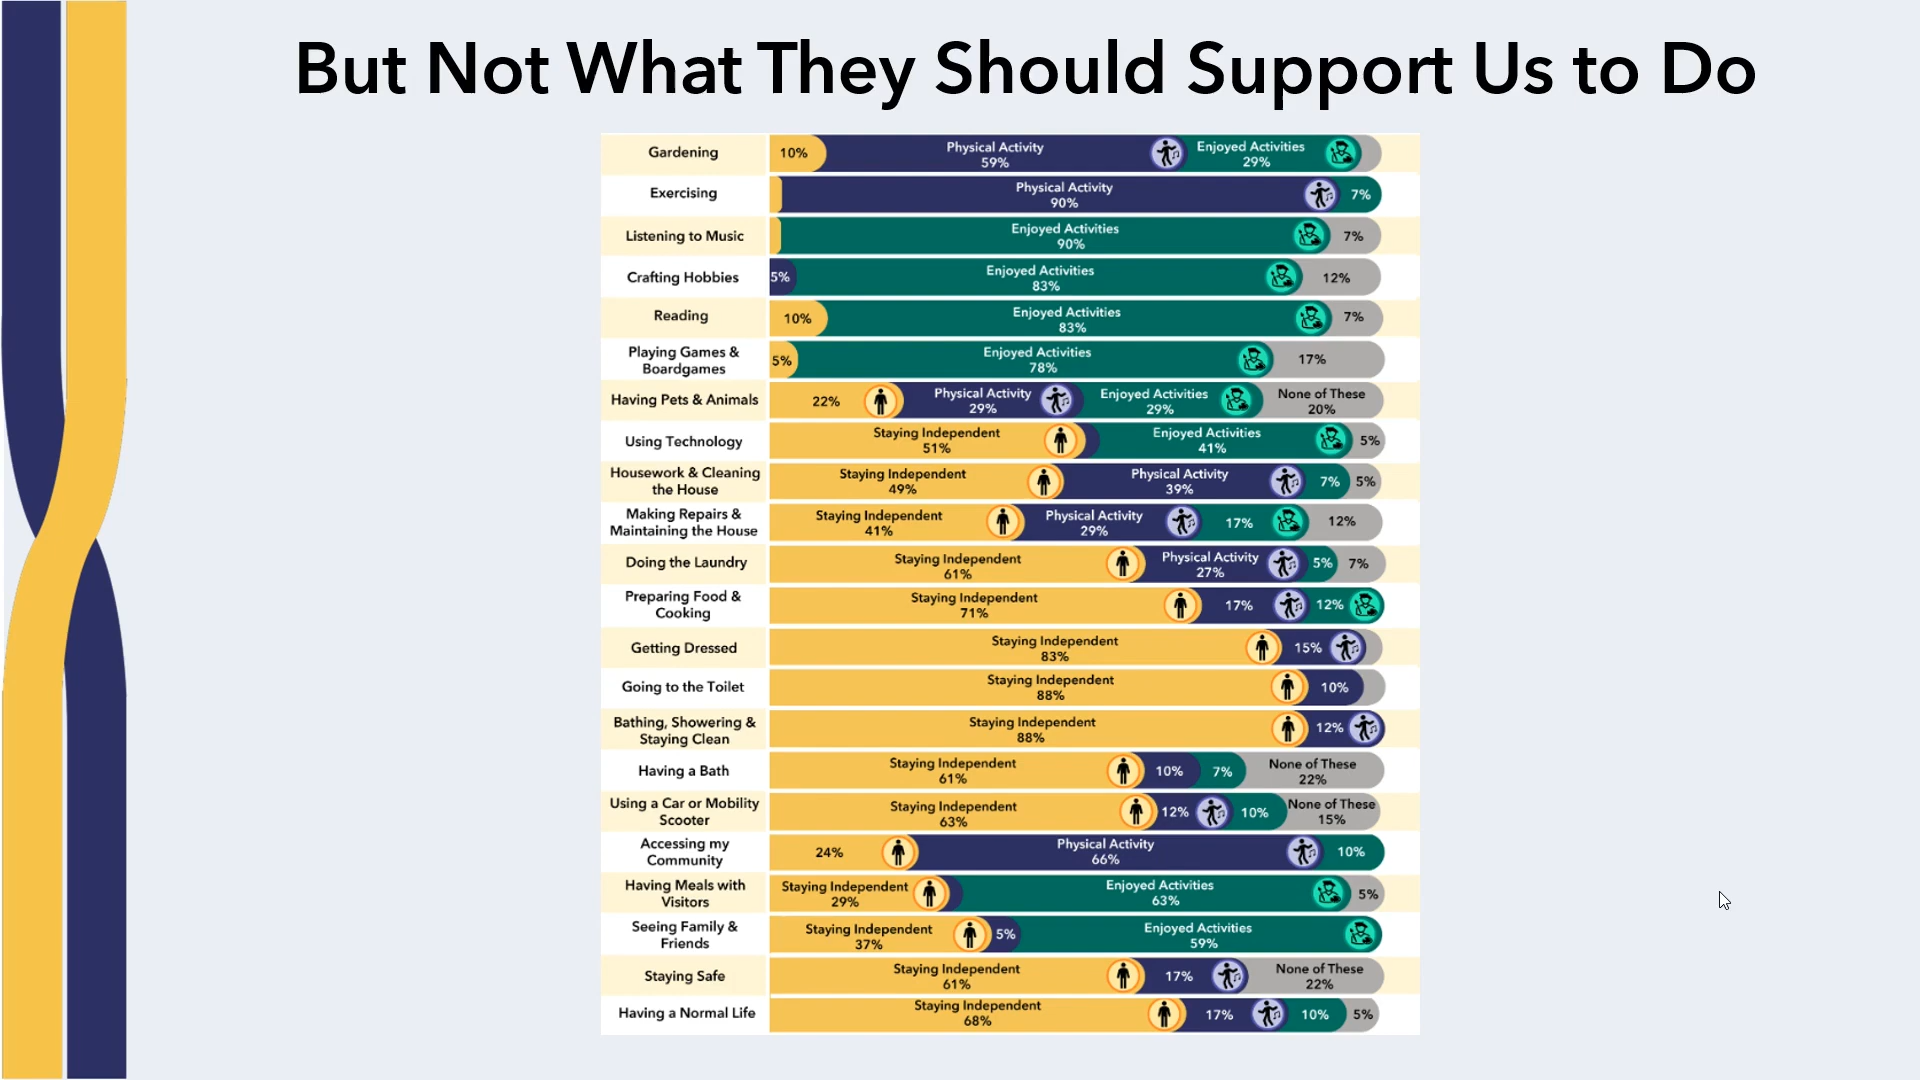 But Not What They Should Support Us to Do
Gardening
10%
Physical Activity
59%
Enjoyed Activities
29%
Exercising
Physical Activity
90%
7%
Listening to Music
Enjoyed Activities
90%
7%
Crafting Hobbies
5%
Enjoyed Activities
83%
12%
Reading
10%
Enjoyed Activities
83%
7%
Playing Games &
Boardgames
5%
Enjoyed Activities
78%
17%
Having Pets & Animals
22%
Physical Activity
29%
Enjoyed Activities
29%
None of These
20%
Using Technology
Staying Independent
51%
Enjoyed Activities
41%
5%
Housework & Cleaning
the House
Staying Independent
49%
Physical Activity
39%
7%
5%
Making Repairs &
Maintaining the House
Staying Independent
41%
Physical Activity
29%
17%
12%
Doing the Laundry
Staying Independent
61%
Physical Activity
27%
5%
7%
Preparing Food &
Cooking
Staying Independent
71%
17%
12%
Getting Dressed
Staying Independent
83%
15%
Going to the Toilet
Staying Independent
88%
10%
Bathing, Showering &
Staying Clean
Staying Independent
88%
12%
Having a Bath
Staying Independent
61%
10%
7%
None of These
22%
Using a Car or Mobility
Scooter
Staying Independent
63%
12%
10%
None of These
15%
Accessing my
Community
24%
Physical Activity
66%
10%
Having Meals with
Visitors
Staying Independent
29%
Enjoyed Activities
63%
5%
Seeing Family &
Friends
Staying Independent
37%
5%
Enjoyed Activities
59%
Staying Safe
Staying Independent
61%
17%
None of These
22%
Having a Normal Life
Staying Independent
68%
17%
10%
5%